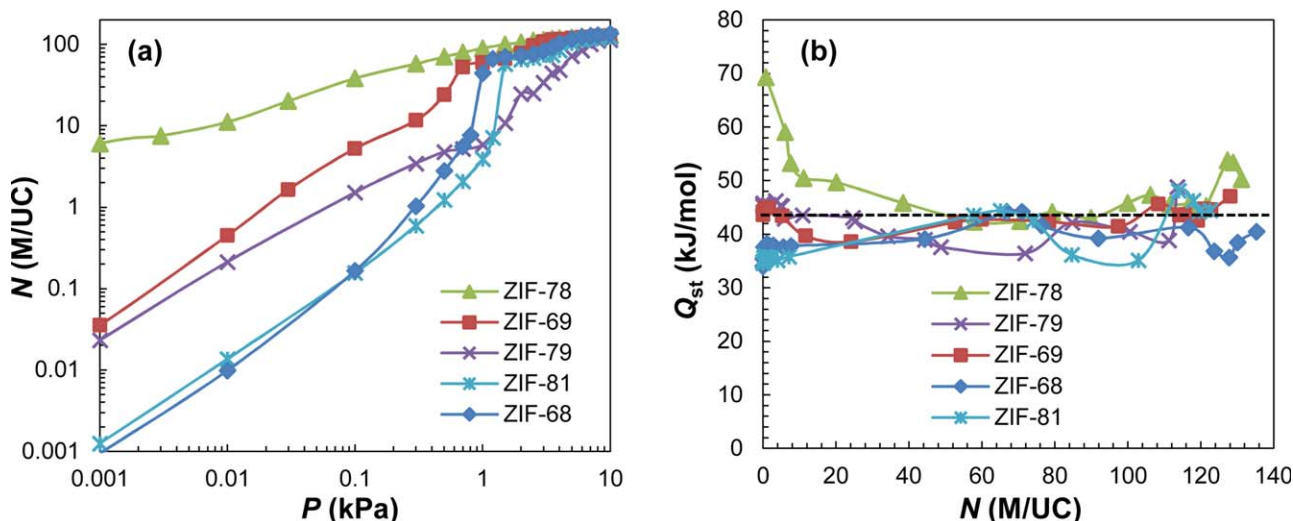 (a)
N (M/UC)
100
10
1
0.1
0.01
0.001
ZIF-78
ZIF-69
ZIF-79
ZIF-81
ZIF-68
0.001 0.01 0.1 1 10
P (kPa)
(b)
Qst (kJ/mol)
80
70
60
50
40
30
20
10
0
ZIF-78
ZIF-79
ZIF-69
ZIF-68
ZIF-81
0 20 40 60 80 100 120 140
N (M/UC)